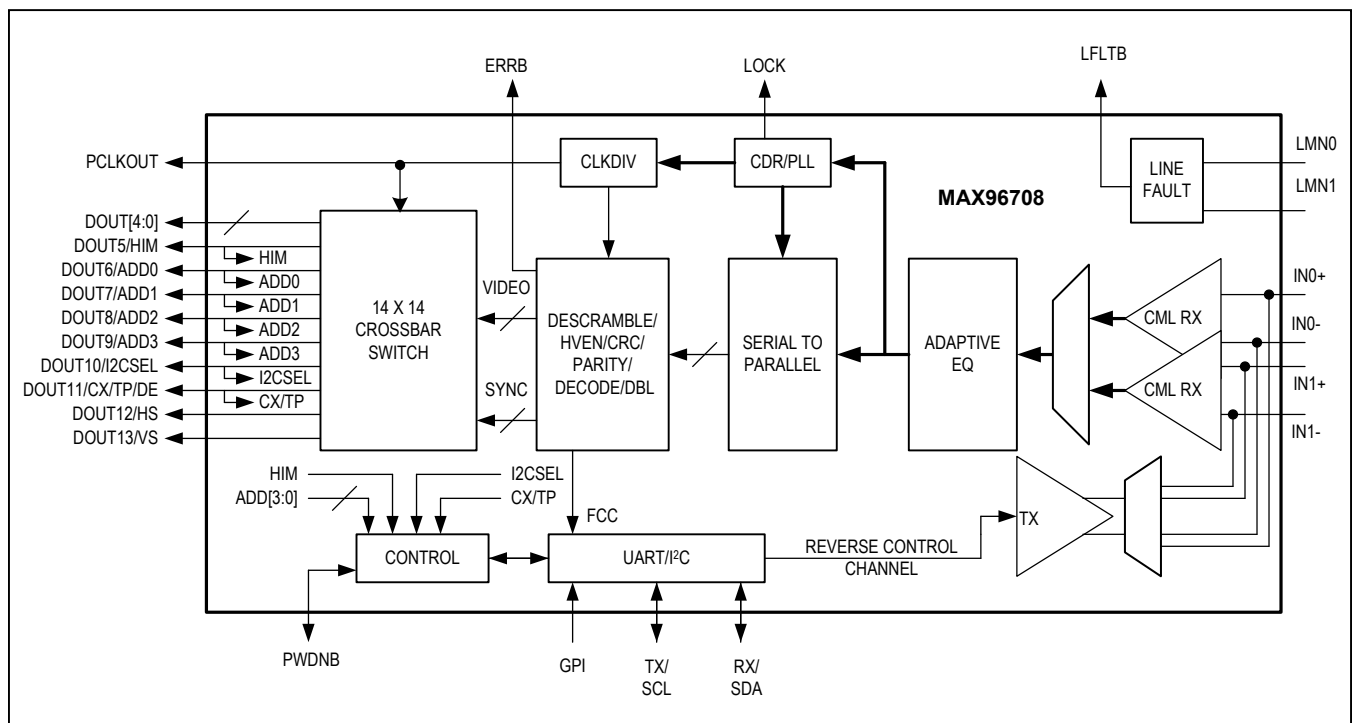 ERRB
LOCK
LFLTB
PCLKOUT
CLKDIV
CDR/PLL
LINE
FAULT
LMN0
LMN1
MAX96708
DOUT[4:0]
DOUT5/HIM
HIM
DOUT6/ADD0
ADD0
DOUT7/ADD1
ADD1
DOUT8/ADD2
ADD2
DOUT9/ADD3
ADD3
DOUT10/I2CSEL
I2CSEL
DOUT11/CX/TP/DE
CX/TP
DOUT12/HS
DOUT13/VS
14 X 14
CROSSBAR
SWITCH
VIDEO
SYNC
DESCRAMBLE/
HVEN/CRC/
PARITY/
DECODE/DBL
SERIAL TO
PARALLEL
ADAPTIVE
EQ
CML RX
CML RX
IN0+
IN0-
IN1+
IN1-
HIM
ADD[3:0]
I2CSEL
CX/TP
FCC
CONTROL
UART/I²C
REVERSE CONTROL
CHANNEL
TX
PWDNB
GPI
TX/
SCL
RX/
SDA